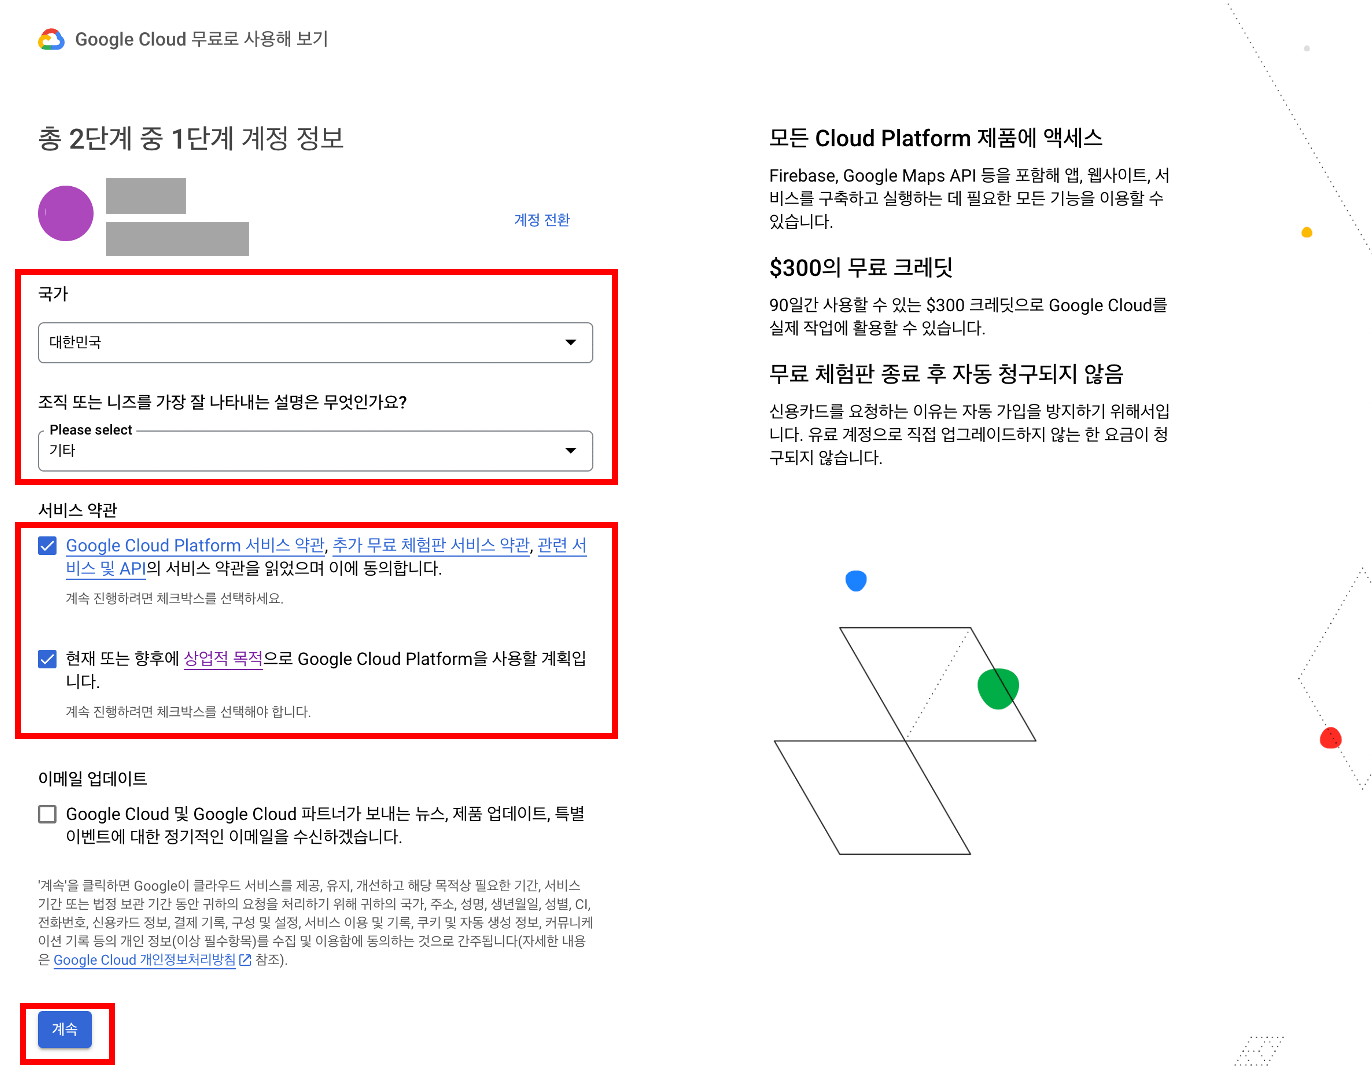 Google Cloud 무료로 사용해 보기
총 2단계 중 1단계 계정 정보
계정 전환
국가
대한민국
조직 또는 니즈를 가장 잘 나타내는 설명은 무엇인가요?
Please select
기타
서비스 약관
Google Cloud Platform 서비스 약관, 추가 무료 체험판 서비스 약관, 관련 서
비스 및 API의 서비스 약관을 읽었으며 이에 동의합니다.
계속 진행하려면 체크박스를 선택하세요.
현재 또는 향후에 상업적 목적으로 Google Cloud Platform을 사용할 계획입
니다.
계속 진행하려면 체크박스를 선택해야 합니다.
이메일 업데이트
Google Cloud 및 Google Cloud 파트너가 보내는 뉴스, 제품 업데이트, 특별
이벤트에 대한 정기적인 이메일을 수신하겠습니다.
'계속'을 클릭하면 Google이 클라우드 서비스를 제공, 유지, 개선하고 해당 목적상 필요한 기간, 서비스
기간 또는 법정 보관 기간 동안 귀하의 요청을 처리하기 위해 귀하의 국가, 주소, 성명, 생년월일, 성별, CI,
전화번호, 신용카드 정보, 결제 기록, 구성 및 설정, 서비스 이용 및 기록, 쿠키 및 자동 생성 정보, 커뮤니케
이션 기록 등의 개인 정보(이상 필수항목)를 수집 및 이용함에 동의하는 것으로 간주됩니다(자세한 내용
은 Google Cloud 개인정보처리방침 참조).
계속
모든 Cloud Platform 제품에 액세스
Firebase, Google Maps API 등을 포함해 앱, 웹사이트, 서
비스를 구축하고 실행하는 데 필요한 모든 기능을 이용할 수
있습니다.
$300의 무료 크레딧
90일간 사용할 수 있는 $300 크레딧으로 Google Cloud를
실제 작업에 활용할 수 있습니다.
무료 체험판 종료 후 자동 청구되지 않음
신용카드를 요청하는 이유는 자동 가입을 방지하기 위해서입
니다. 유료 계정으로 직접 업그레이드하지 않는 한 요금이 청
구되지 않습니다.